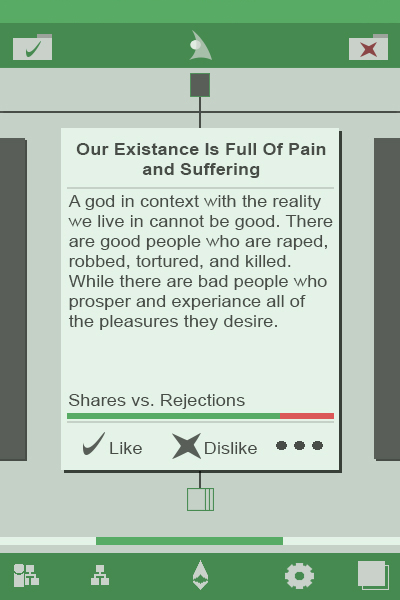 Our Existance Is Full Of Pain
and Suffering
A god in context with the reality
we live in cannot be good. There
are good people who are raped,
robbed, tortured, and killed.
While there are bad people who
prosper and experiance all of
the pleasures they desire.
Shares vs. Rejections
Like Dislike